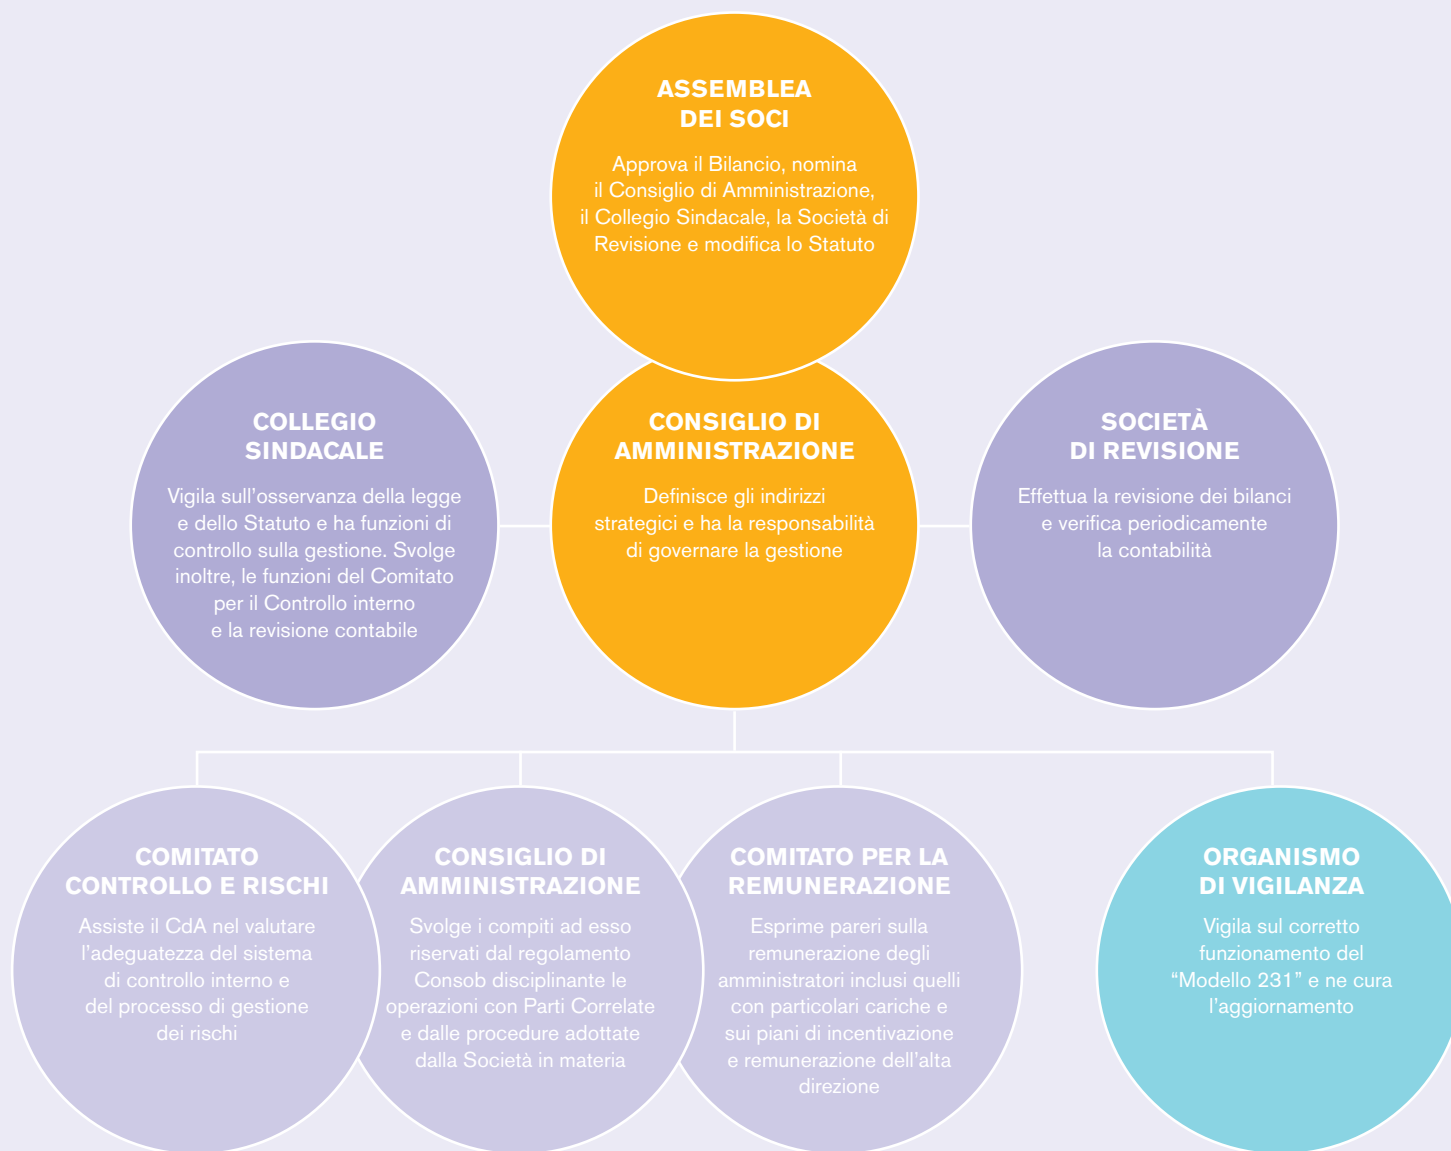 ASSEMBLEA
DEI SOCI
Approva il Bilancio, nomina
il Consiglio di Amministrazione,
il Collegio Sindacale, la Società di
Revisione e modifica lo Statuto
COLLEGIO
SINDACALE
Vigila sull'osservanza della legge
e dello Statuto e ha funzioni di
controllo sulla gestione. Svolge
inoltre, le funzioni del Comitato
per il Controllo interno
e la revisione contabile
CONSIGLIO DI
AMMINISTRAZIONE
Definisce gli indirizzi
strategici e ha la responsabilità
di governare la gestione
SOCIETÀ
DI REVISIONE
Effettua la revisione dei bilanci
e verifica periodicamente
la contabilità
COMITATO
CONTROLLO E RISCHI
Assiste il CdA nel valutare
l'adeguatezza del sistema
di controllo interno e
del processo di gestione
dei rischi
CONSIGLIO DI
AMMINISTRAZIONE
Svolge i compiti ad esso
riservati dal regolamento
Consob disciplinante le
operazioni con Parti Correlate
e dalle procedure adottate
dalla Società in materia
COMITATO PER LA
REMUNERAZIONE
Esprime pareri sulla
remunerazione degli
amministratori inclusi quelli
con particolari cariche e
sui piani di incentivazione
e remunerazione dell'alta
direzione
ORGANISMO
DI VIGILANZA
Vigila sul corretto
funzionamento del
“Modello 231” e ne cura
l'aggiornamento